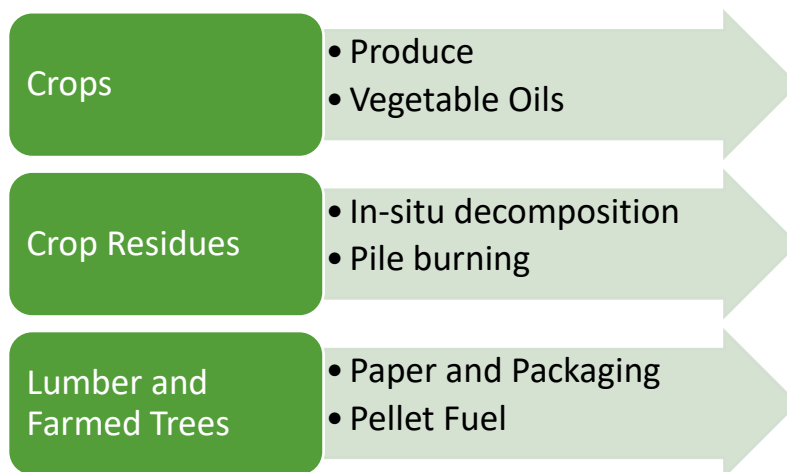 Crops
• Produce
• Vegetable Oils
Crop Residues
• In-situ decomposition
• Pile burning
Lumber and
Farmed Trees
• Paper and Packaging
• Pellet Fuel